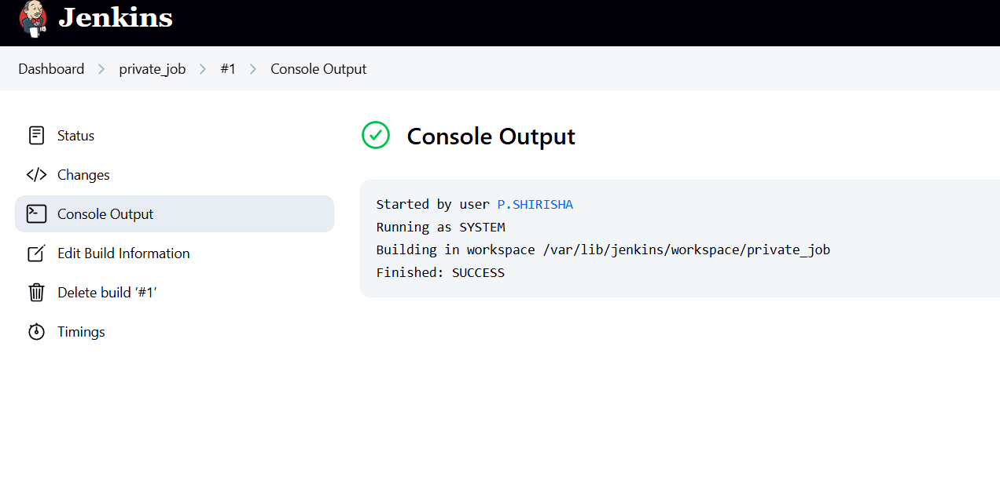 Jenkins
Dashboard > private_job > #1 > Console Output
Status
Changes
Console Output
Edit Build Information
Delete build ‘#1’
Timings
Console Output
Started by user P.SHIRISHA
Running as SYSTEM
Building in workspace /var/lib/jenkins/workspace/private_job
Finished: SUCCESS